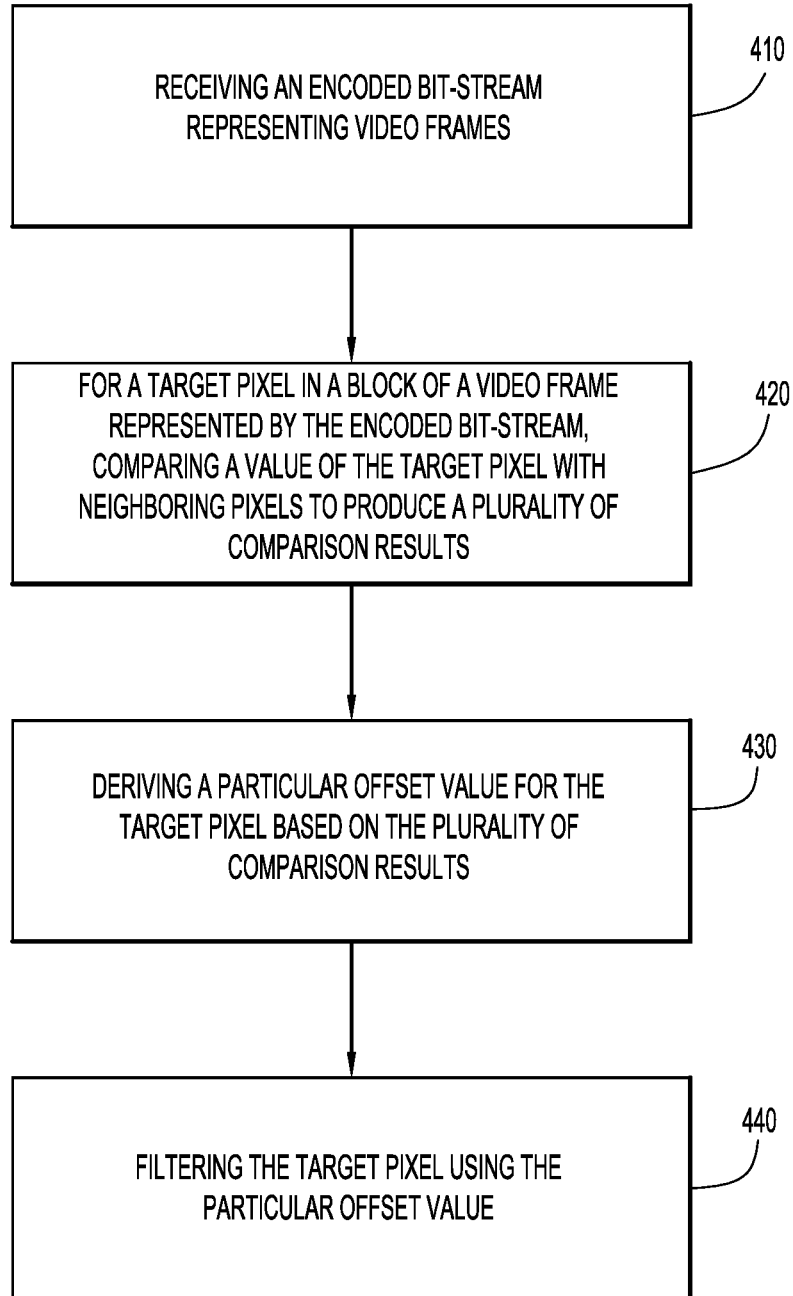 RECEIVING AN ENCODED BIT-STREAM
REPRESENTING VIDEO FRAMES
410
FOR A TARGET PIXEL IN A BLOCK OF A VIDEO FRAME
REPRESENTED BY THE ENCODED BIT-STREAM,
COMPARING A VALUE OF THE TARGET PIXEL WITH
NEIGHBORING PIXELS TO PRODUCE A PLURALITY OF
COMPARISON RESULTS
420
DERIVING A PARTICULAR OFFSET VALUE FOR THE
TARGET PIXEL BASED ON THE PLURALITY OF
COMPARISON RESULTS
430
FILTERING THE TARGET PIXEL USING THE
PARTICULAR OFFSET VALUE
440